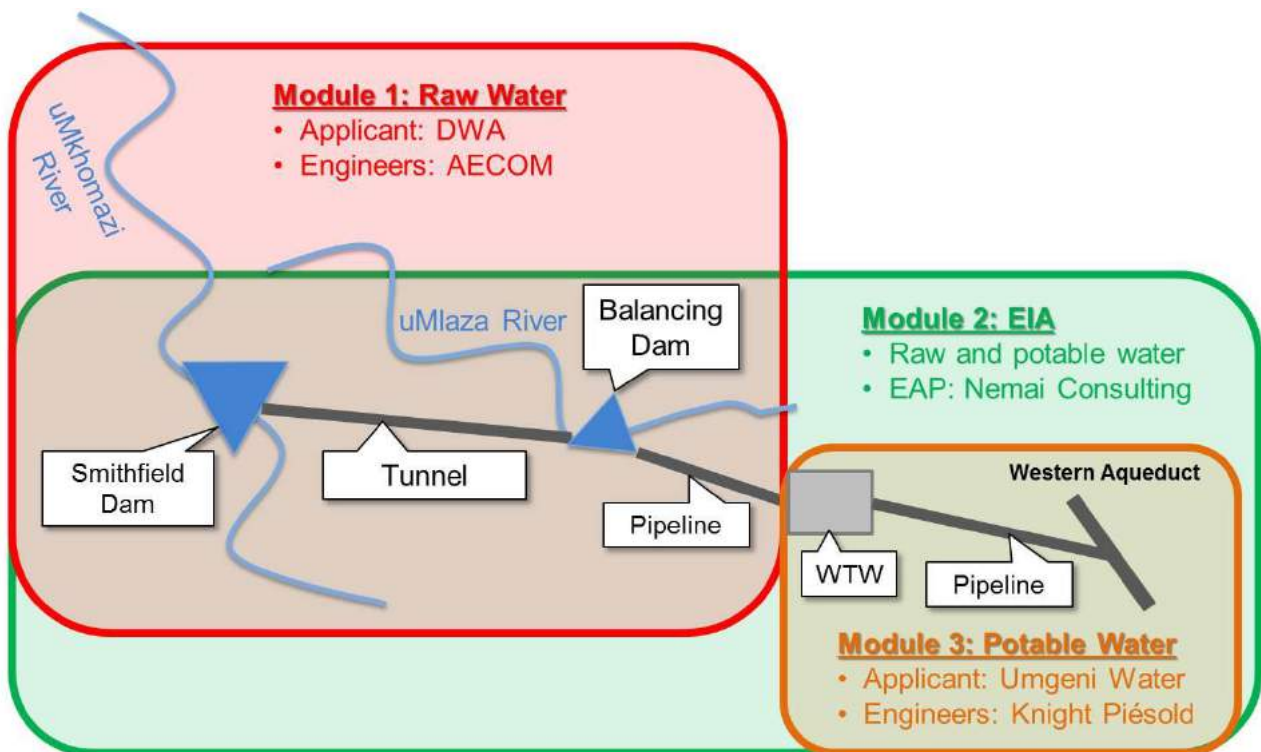 Module 1: Raw Water
• Applicant: DWA
• Engineers: AECOM
uMkhomazi
River
uMlaza River
Balancing
Dam
Module 2: EIA
• Raw and potable water
• EAP: Nemai Consulting
Smithfield
Dam
Tunnel
Pipeline
Western Aqueduct
WTW
Pipeline
Module 3: Potable Water
• Applicant: Umgeni Water
• Engineers: Knight Piésold